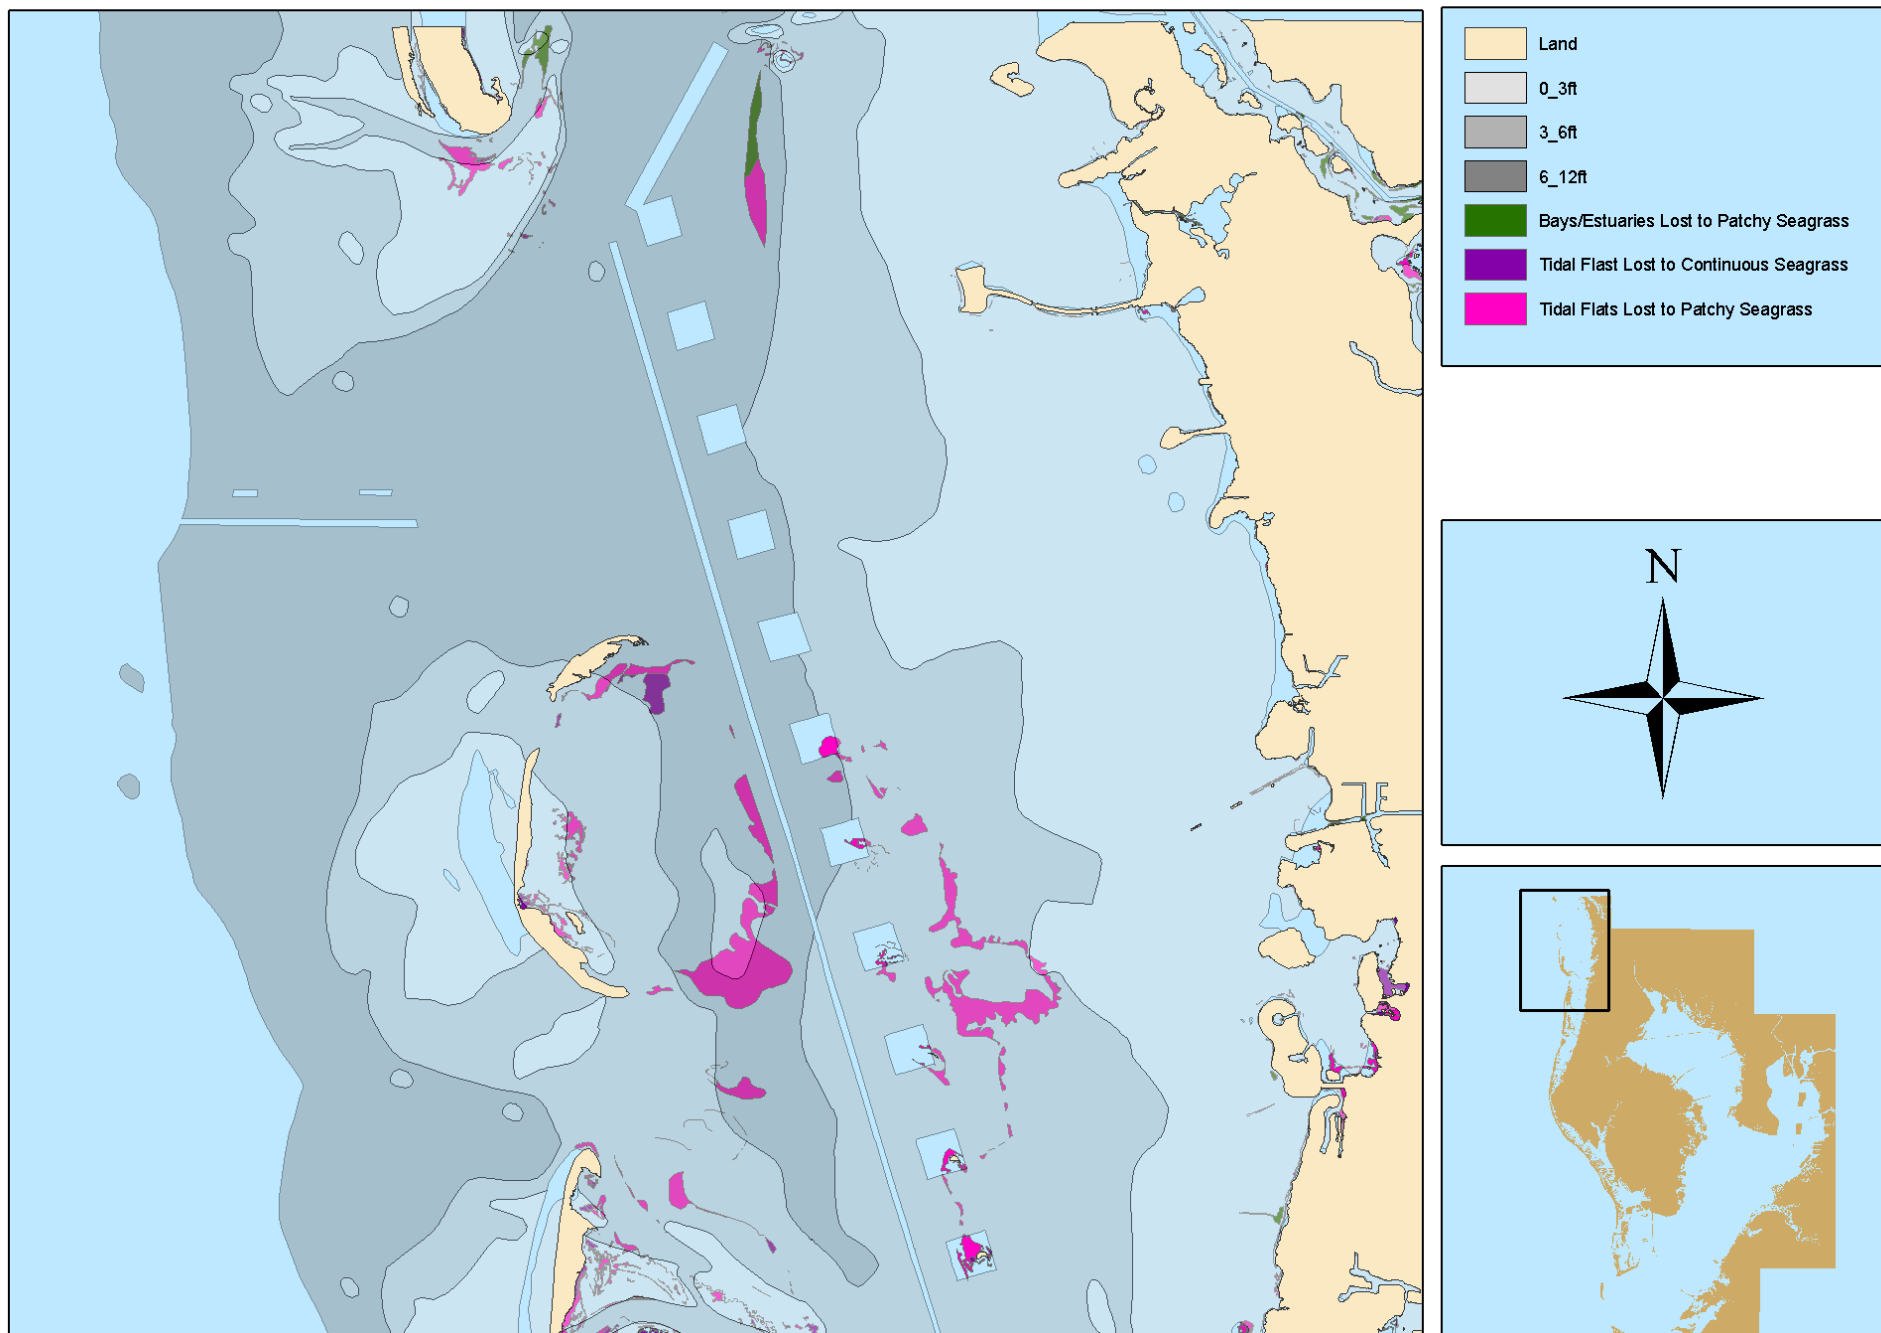 Land
0_3ft
3_6ft
6_12ft
Bays/Estuaries Lost to Patchy Seagrass
Tidal Flast Lost to Continuous Seagrass
Tidal Flats Lost to Patchy Seagrass
N